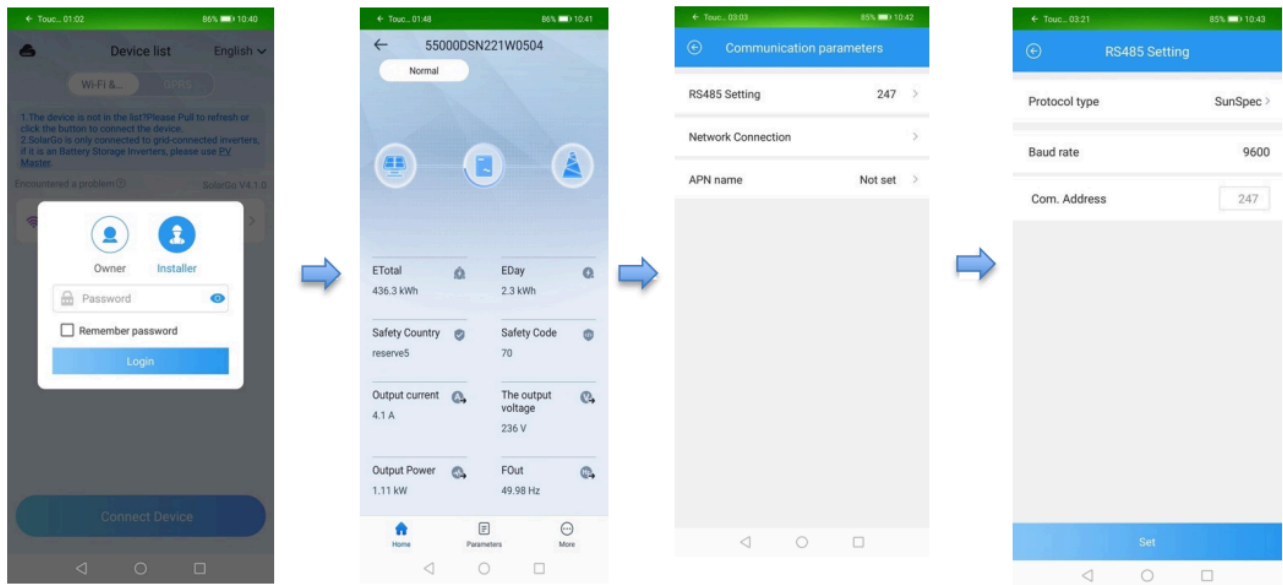 ← Touc... 01:02 86% 10:40
Device list English
Wi-Fi &... GPRS
1.The device is not in the list?Please Pull to refresh or
click the button to connect the device.
2.SolarGo is only connected to grid-connected inverters,
if it is an Battery Storage Inverters, please use PV
Master.
Encountered a problem SolarGo V4.1.0
Owner Installer
Password
Remember password
Login
Connect Device
← Touc... 01:48 86% 10:41
← 55000DSN221W0504
Normal
ETotal EDay
436.3 kWh 2.3 kWh
Safety Country Safety Code
reserve5 70
Output current The output
voltage
4.1 A
236 V
Output Power FOut
1.11 kW 49.98 Hz
Home Parameters More
← Touc... 03:03 85% 10:42
Communication parameters
RS485 Setting 247 >
Network Connection >
APN name Not set >
← Touc... 03:21 85% 10:43
RS485 Setting
Protocol type SunSpec >
Baud rate 9600
Com. Address 247
Set